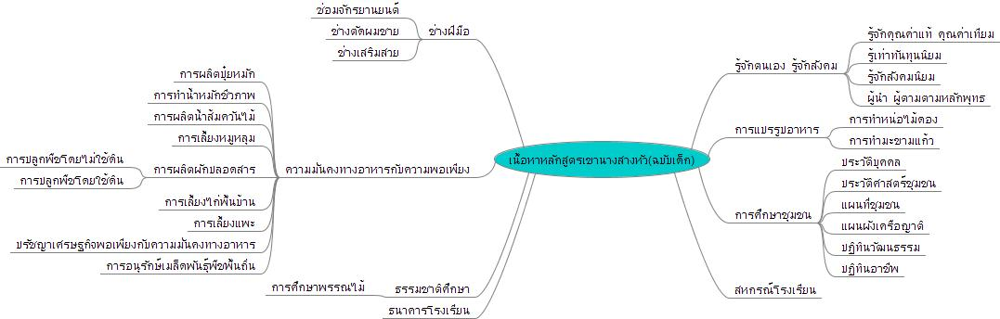 เนื้อหาหลักสูตรเขานางสางหัว(ฉบับเด็ก)
ช่างฝีมือ
ซ่อมจักรยานยนต์
ช่างตัดผมชาย
ช่างเสริมสวย
ความมั่นคงทางอาหารกับความพอเพียง
การผลิตปุ๋ยหมัก
การทำน้ำหมักชีวภาพ
การผลิตน้ำส้มควันไม้
การเลี้ยงหมูหลุม
การผลิตผักปลอดสาร
การปลูกพืชโดยไม่ใช้ดิน
การปลูกพืชโดยใช้ดิน
การเลี้ยงไก่พื้นบ้าน
การเลี้ยงแพะ
ปรัชญาเศรษฐกิจพอเพียงกับความมั่นคงทางอาหาร
การอนุรักษ์เมล็ดพันธุ์พืชพื้นถิ่น
ธรรมชาติศึกษา
การศึกษาพรรณไม้
ธนาคารโรงเรียน
รู้จักตนเอง รู้จักสังคม
รู้จักคุณค่าแท้ คุณค่าเทียม
รู้เท่าทันทุนนิยม
รู้จักสังคมนิยม
ผู้นำ ผู้ตามตามหลักพุทธ
การแปรรูปอาหาร
การทำหน่อไม้ดอง
การทำมะขามแก้ว
การศึกษาชุมชน
ประวัติบุคคล
ประวัติศาสตร์ชุมชน
แผนที่ชุมชน
แผนผังเครือญาติ
ปฏิทินวัฒนธรรม
ปฏิทินอาชีพ
สหกรณ์โรงเรียน